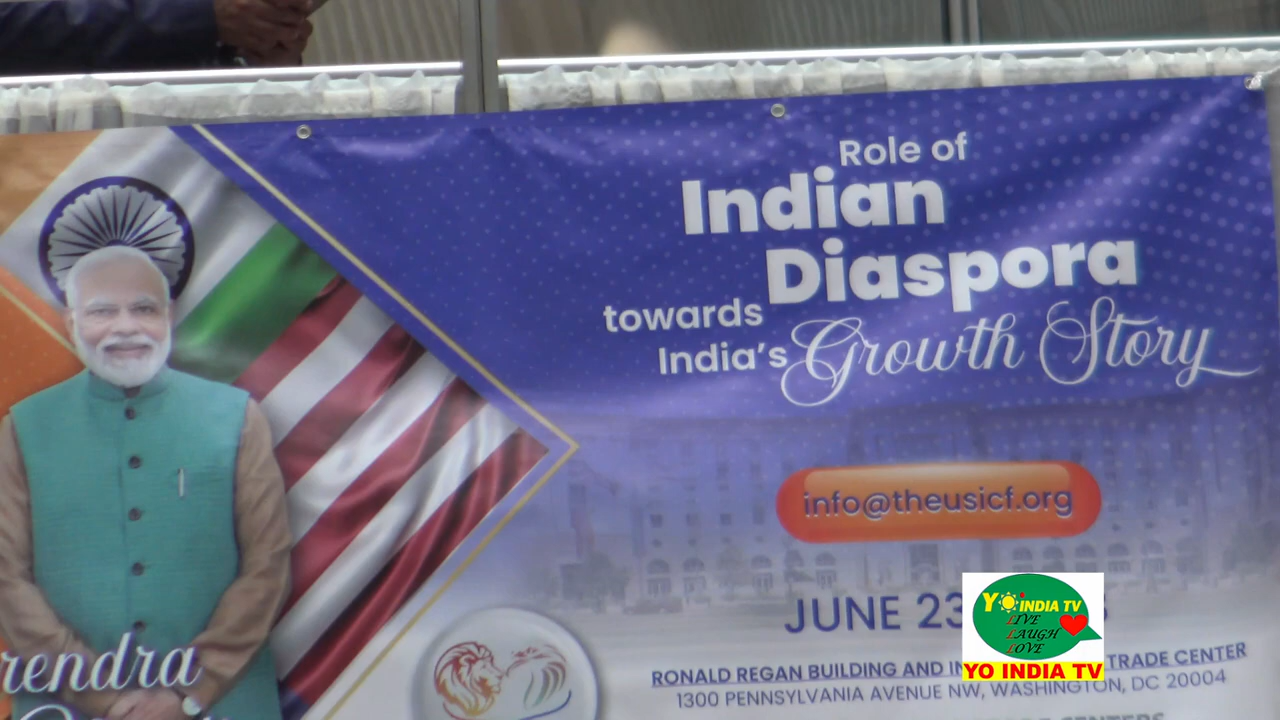 Role of
Indian
Diaspora
towards
India's Growth Story
info@theusicf.org
JUNE 23
RONALD REGAN BUILDING AND IN TRADE CENTER
1300 PENNSYLVANIA AVENUE NW, WASHINGTON, DC 20004
rendra
YO INDIA TV
LIVE
LAUGH
LOVE
YO INDIA TV